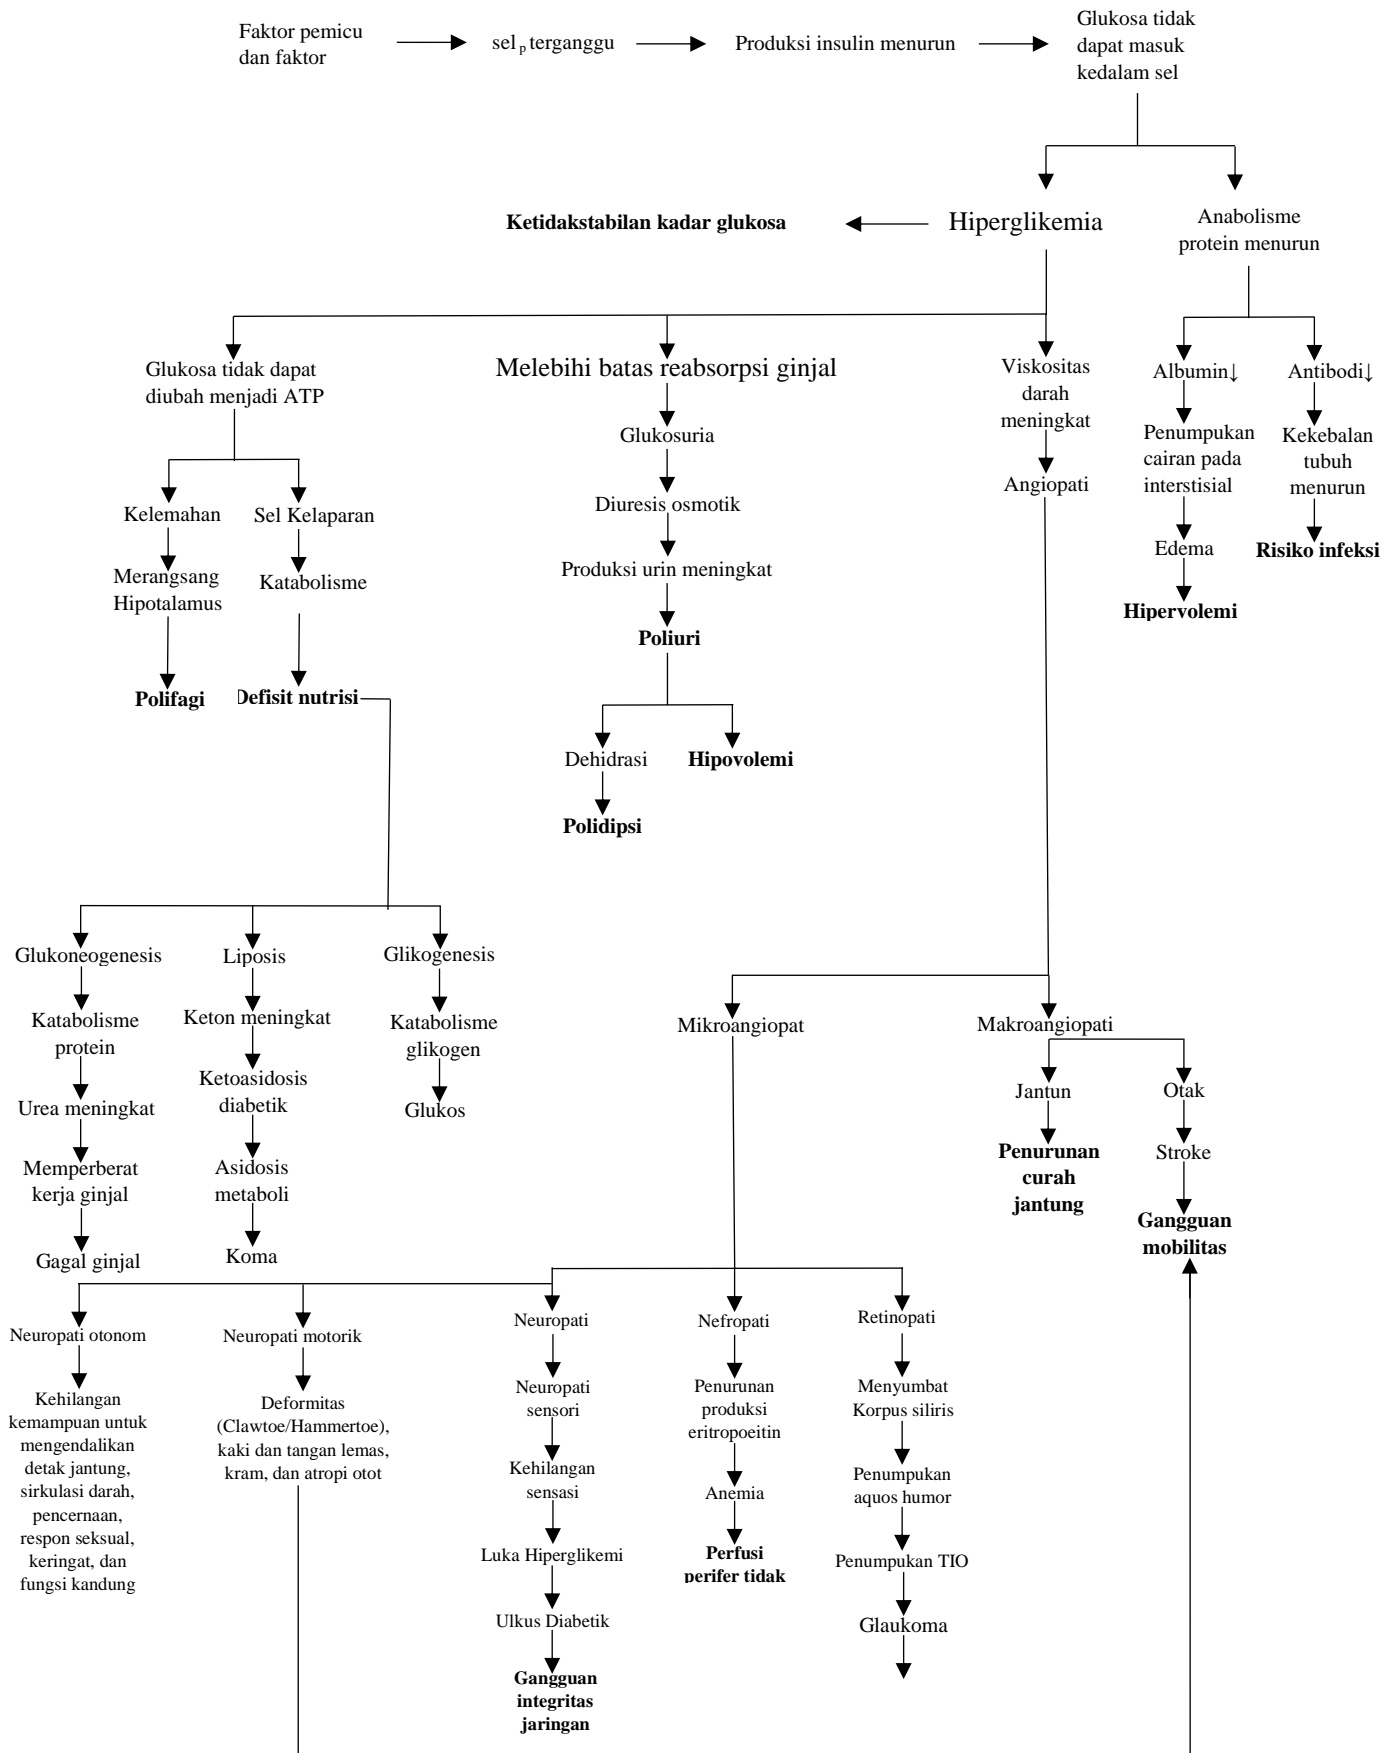 Faktor pemicu
dan faktor
sel p terganggu
Produksi insulin menurun
Glukosa tidak
dapat masuk
kedalam sel
Ketidakstabilan kadar glukosa
Hiperglikemia
Anabolisme
protein menurun
Glukosa tidak dapat
diubah menjadi ATP
Melebihi batas reabsorpsi ginjal
Viskositas
darah
meningkat
Albumin↓
Antibodi↓
Glukosuria
Penumpukan
cairan pada
interstisial
Kekebalan
tubuh
menurun
Kelemahan
Sel Kelaparan
Diuresis osmotik
Angiopati
Edema
Risiko infeksi
Merangsang
Hipotalamus
Katabolisme
Produksi urin meningkat
Hipervolemi
Poliuri
Polifagi
Defisit nutrisi
Dehidrasi
Hipovolemi
Polidipsi
Glukoneogenesis
Liposis
Glikogenesis
Katabolisme
protein
Keton meningkat
Katabolisme
glikogen
Mikroangiopat
Makroangiopati
Urea meningkat
Ketoasidosis
diabetik
Glukos
Jantun
Otak
Memperberat
kerja ginjal
Asidosis
metaboli
Penurunan
curah
jantung
Stroke
Gagal ginjal
Koma
Gangguan
mobilitas
Neuropati otonom
Neuropati motorik
Neuropati
Nefropati
Retinopati
Kehilangan
kemampuan untuk
mengendalikan
detak jantung,
sirkulasi darah,
pencernaan,
respon seksual,
keringat, dan
fungsi kandung
Deformitas
(Clawtoe/Hammertoe),
kaki dan tangan lemas,
kram, dan atropi otot
Neuropati
sensori
Kehilangan
sensasi
Luka Hiperglikemi
Ulkus Diabetik
Gangguan
integritas
jaringan
Penurunan
produksi
eritropoeitin
Anemia
Perfusi
perifer tidak
Menyumbat
Korpus siliris
Penumpukan
aquos humor
Penumpukan TIO
Glaukoma